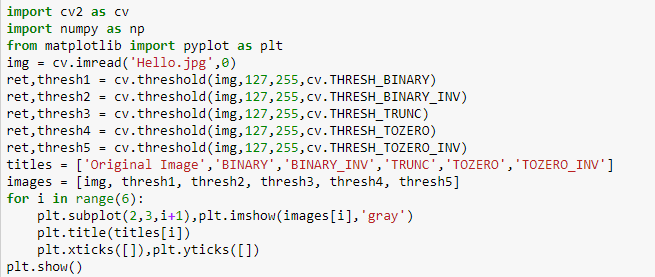 import cv2 as cv
import numpy as np
from matplotlib import pyplot as plt
img = cv.imread('Hello.jpg',0)
ret,thresh1 = cv.threshold(img,127,255,cv.THRESH_BINARY)
ret,thresh2 = cv.threshold(img,127,255,cv.THRESH_BINARY_INV)
ret,thresh3 = cv.threshold(img,127,255,cv.THRESH_TRUNC)
ret,thresh4 = cv.threshold(img,127,255,cv.THRESH_TOZERO)
ret,thresh5 = cv.threshold(img,127,255,cv.THRESH_TOZERO_INV)
titles = ['Original Image','BINARY','BINARY_INV','TRUNC','TOZERO','TOZERO_INV']
images = [img, thresh1, thresh2, thresh3, thresh4, thresh5]
for i in range(6):
    plt.subplot(2,3,i+1),plt.imshow(images[i],'gray')
    plt.title(titles[i])
    plt.xticks([]),plt.yticks([])
plt.show()